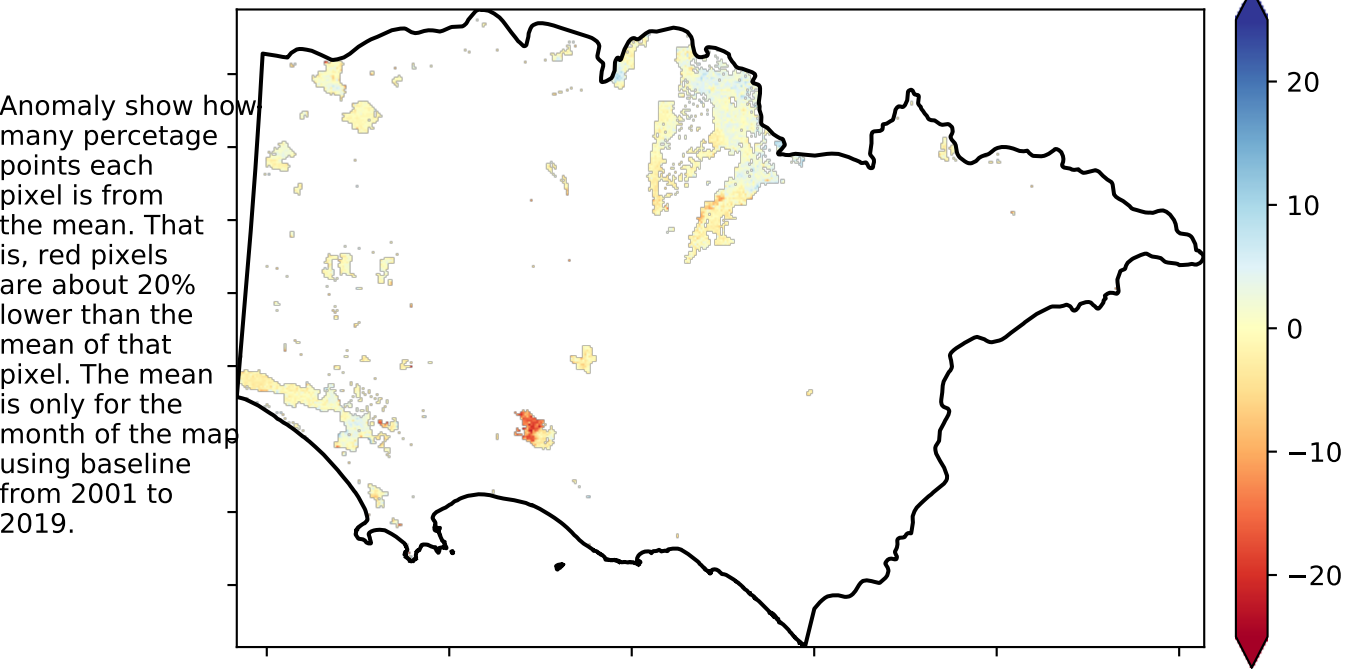 Anomaly show how
many percetage
points each
pixel is from
the mean. That
is, red pixels
are about 20%
lower than the
mean of that
pixel. The mean
is only for the
month of the map
using baseline
from 2001 to
2019.
20
10
0
−10
−20